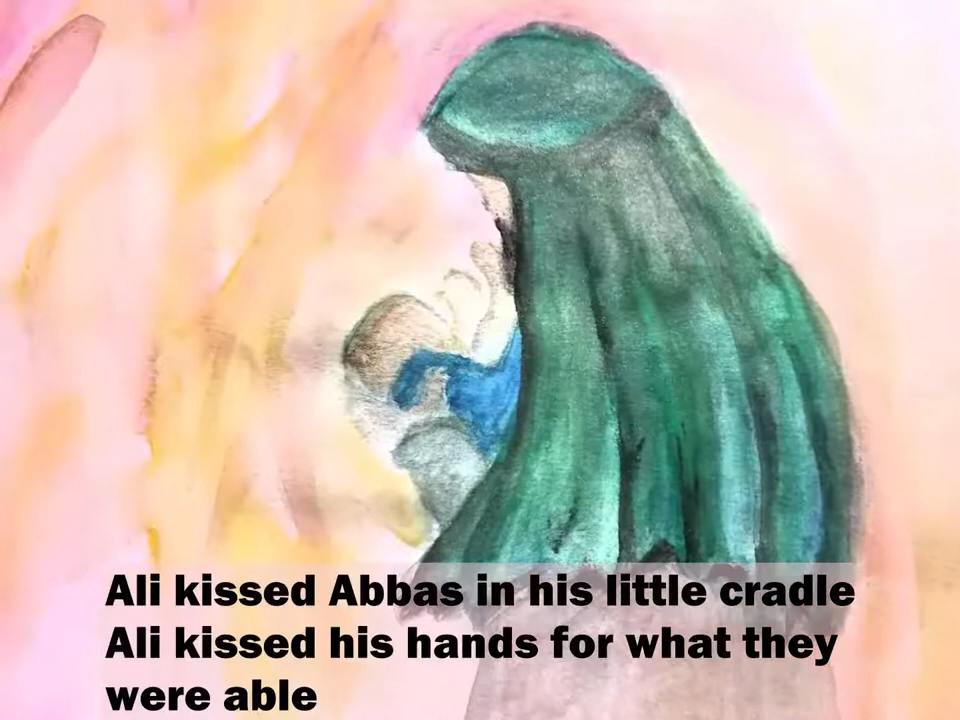 Ali kissed Abbas in his little cradle
Ali kissed his hands for what they
were able